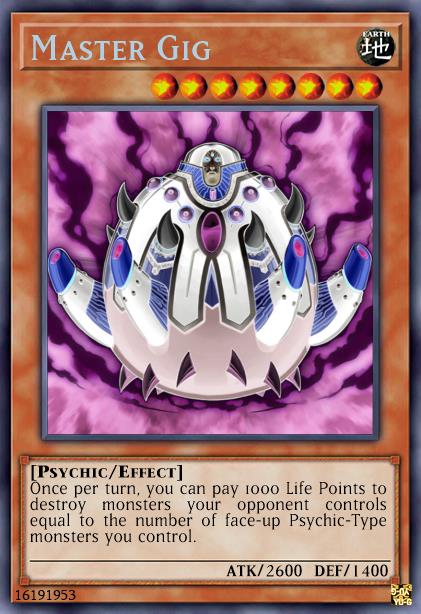 Master Gig
EARTH
地
[Psychic/Effect]
Once per turn, you can pay 1000 Life Points to
destroy monsters your opponent controls
equal to the number of face-up Psychic-Type
monsters you control.
ATK/2600 DEF/1400
16191953